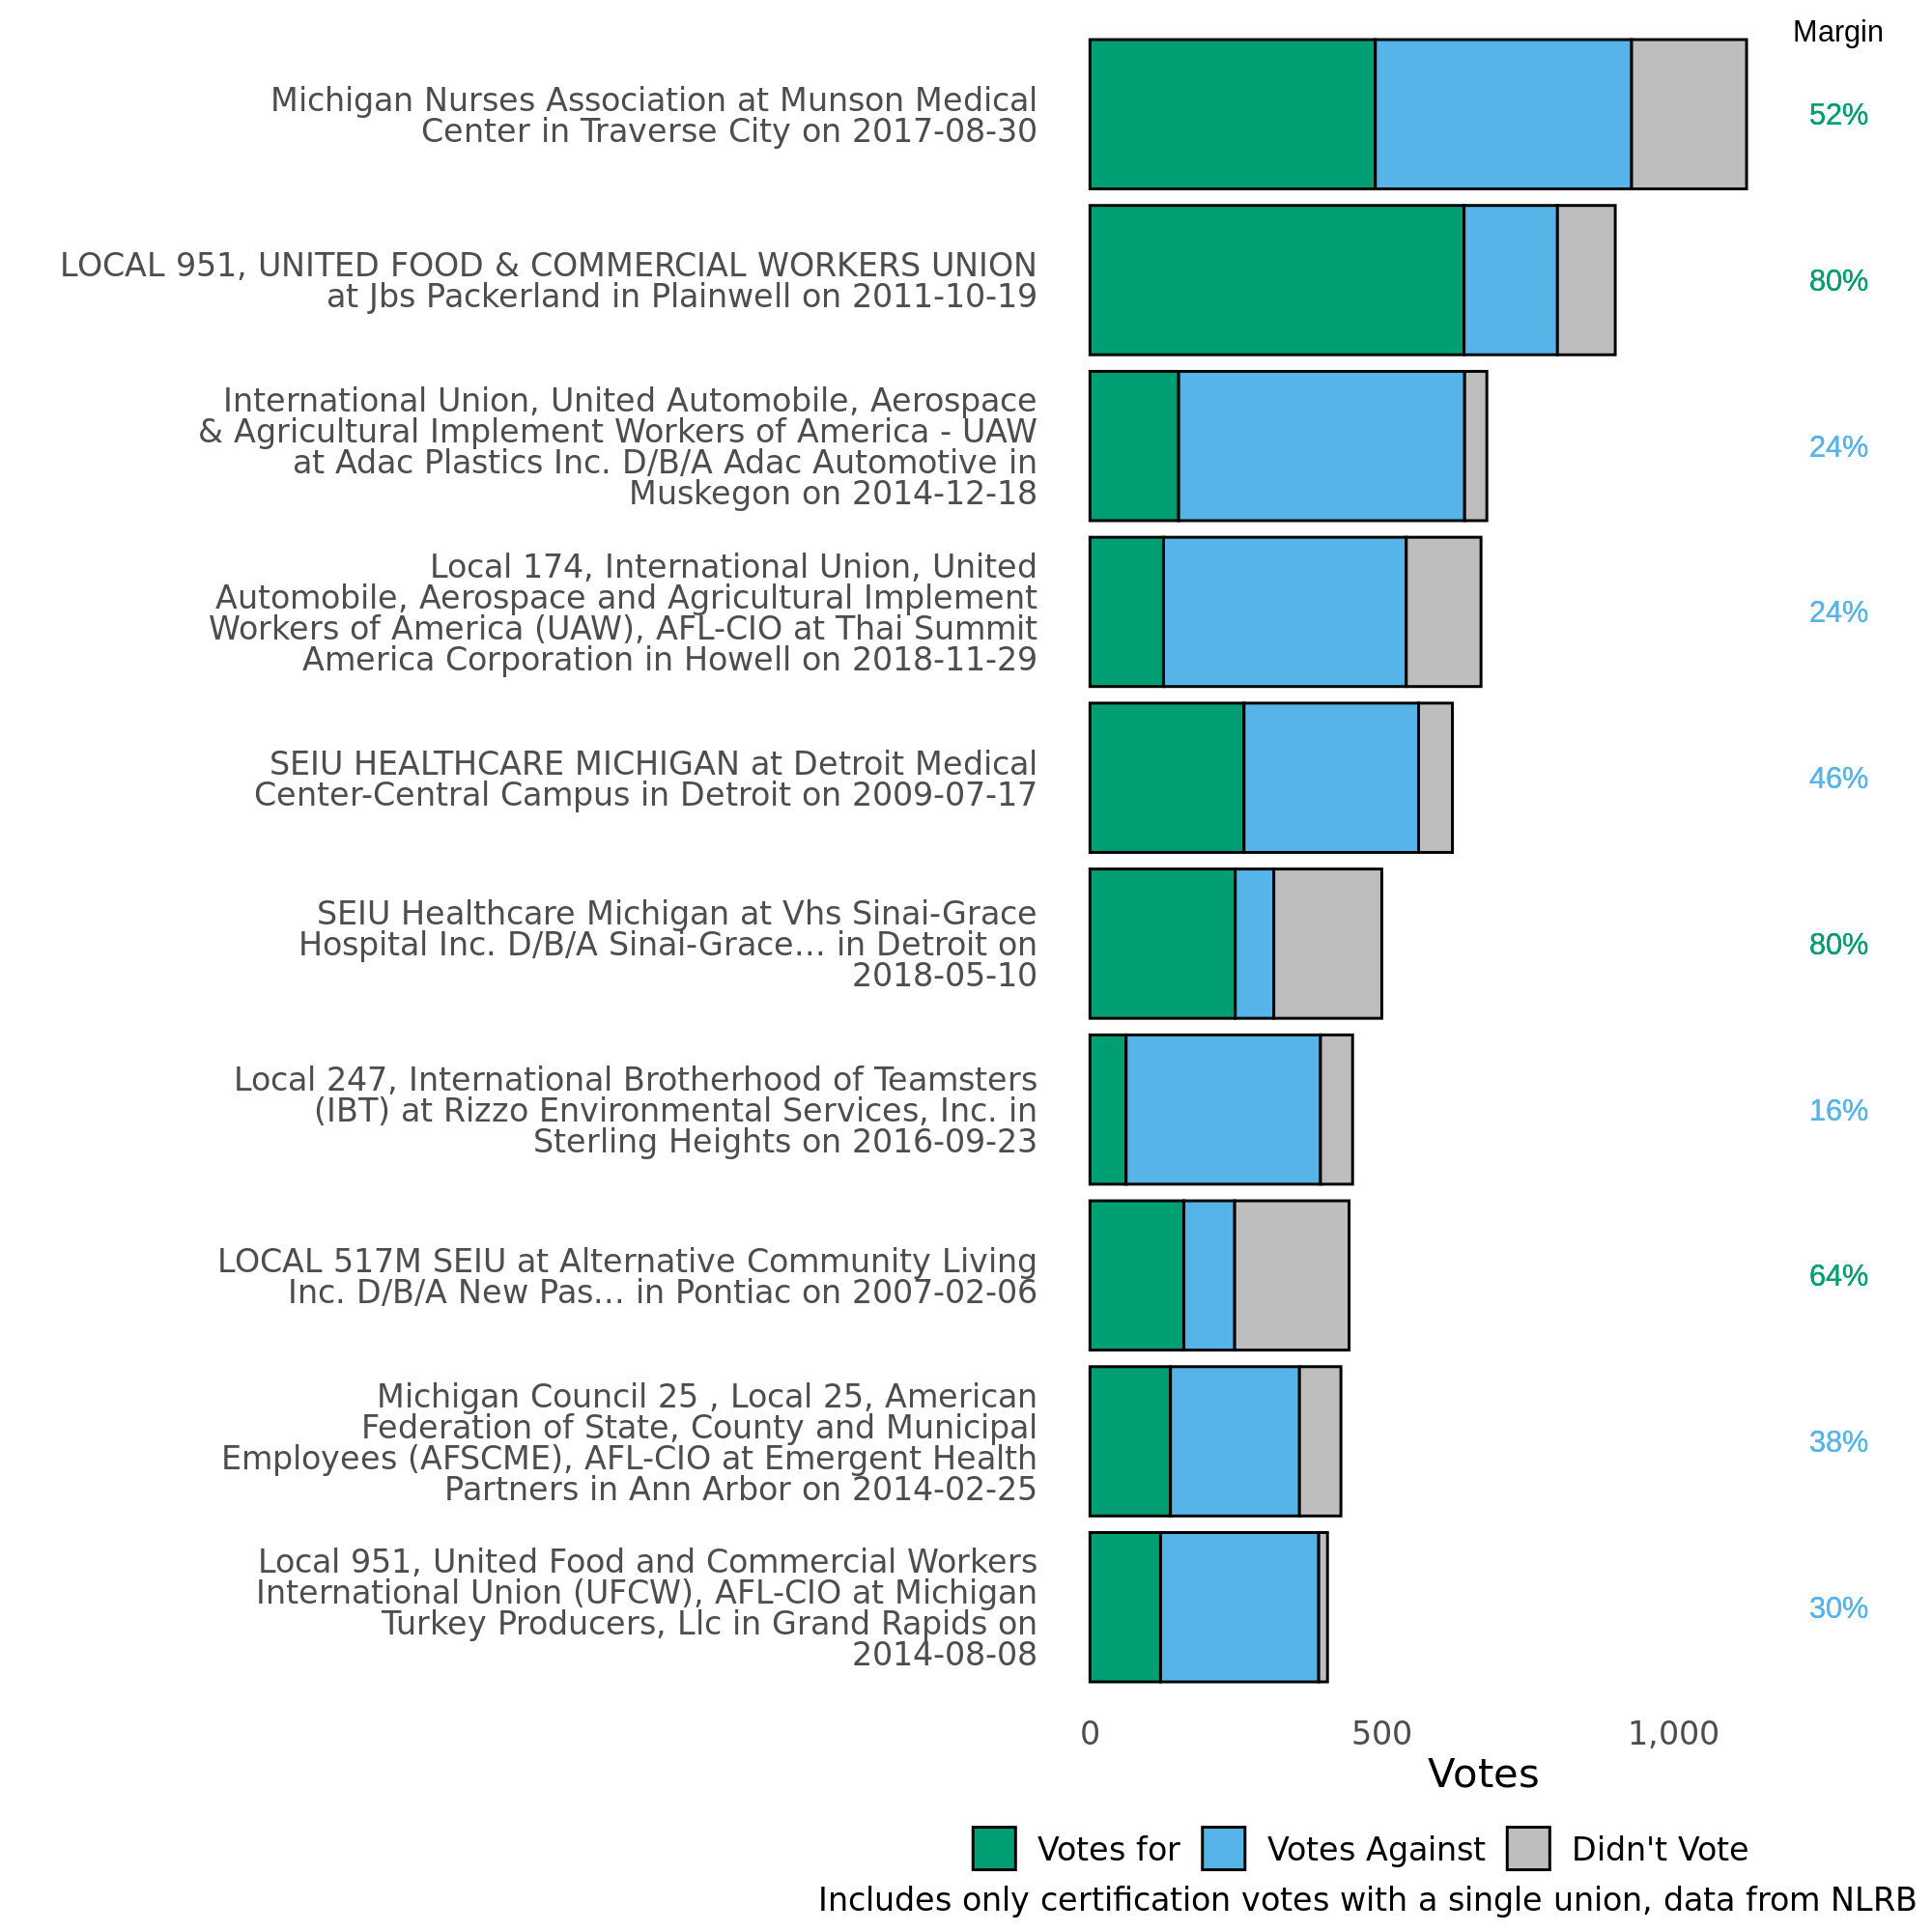 Margin
Michigan Nurses Association at Munson Medical
Center in Traverse City on 2017-08-30
52%
LOCAL 951, UNITED FOOD & COMMERCIAL WORKERS UNION
at Jbs Packerland in Plainwell on 2011-10-19
80%
International Union, United Automobile, Aerospace
& Agricultural Implement Workers of America - UAW
at Adac Plastics Inc. D/B/A Adac Automotive in
Muskegon on 2014-12-18
24%
Local 174, International Union, United
Automobile, Aerospace and Agricultural Implement
Workers of America (UAW), AFL-CIO at Thai Summit
America Corporation in Howell on 2018-11-29
24%
SEIU HEALTHCARE MICHIGAN at Detroit Medical
Center-Central Campus in Detroit on 2009-07-17
46%
SEIU Healthcare Michigan at Vhs Sinai-Grace
Hospital Inc. D/B/A Sinai-Grace... in Detroit on
2018-05-10
80%
Local 247, International Brotherhood of Teamsters
(IBT) at Rizzo Environmental Services, Inc. in
Sterling Heights on 2016-09-23
16%
LOCAL 517M SEIU at Alternative Community Living
Inc. D/B/A New Pas... in Pontiac on 2007-02-06
64%
Michigan Council 25 , Local 25, American
Federation of State, County and Municipal
Employees (AFSCME), AFL-CIO at Emergent Health
Partners in Ann Arbor on 2014-02-25
38%
Local 951, United Food and Commercial Workers
International Union (UFCW), AFL-CIO at Michigan
Turkey Producers, Llc in Grand Rapids on
2014-08-08
30%
0 500 1,000
Votes
Votes for Votes Against Didn't Vote
Includes only certification votes with a single union, data from NLRB